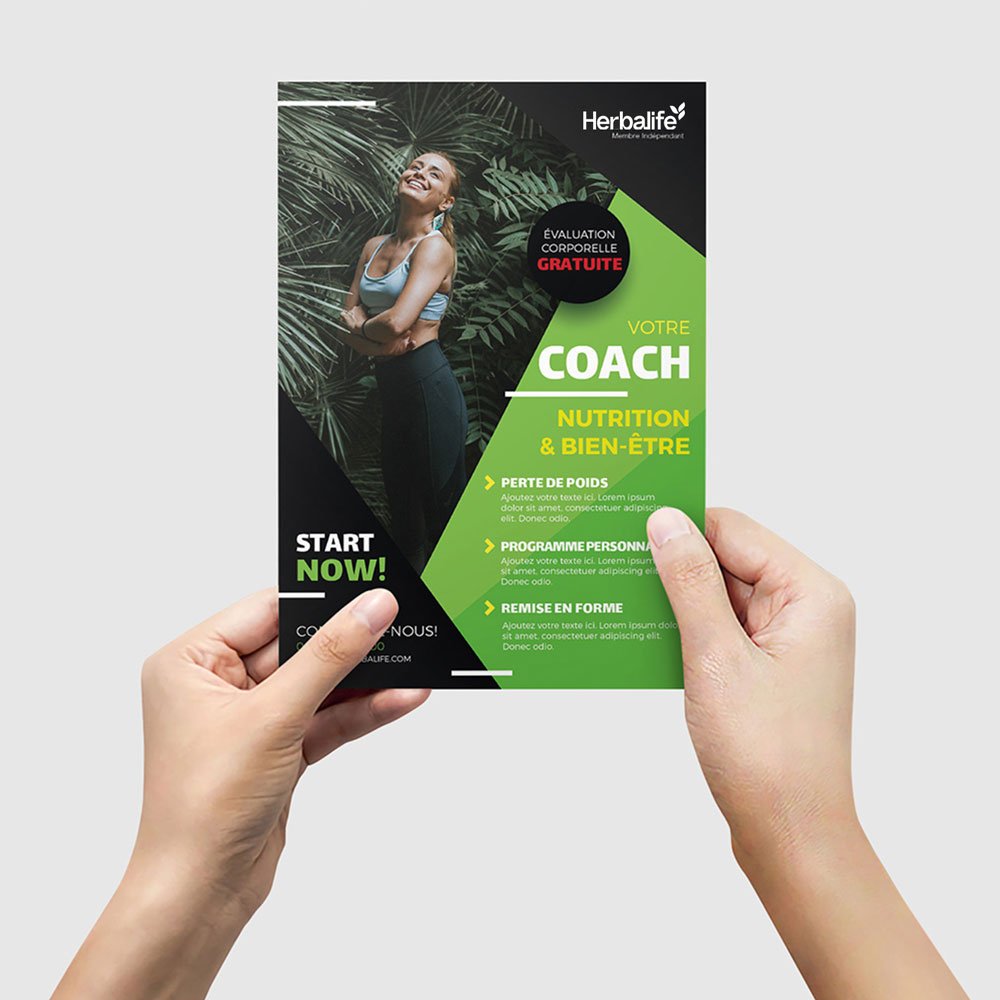 Herbalife
Membre Indépendant
ÉVALUATION
CORPORELLE
GRATUITE
VOTRE
COACH
NUTRITION
& BIEN-ÊTRE
PERTE DE POIDS
Ajoutez votre texte ici. Lorem ipsum
dolor sit amet, consectetuer adipiscing
elit. Donec odio.
PROGRAMME
Ajoutez votre texte ici. Lorem ipsum
sit amet, consectetuer adipiscing elit
Donec odio.
REMISE EN FORME
Ajoutez votre texte ici. Lorem ipsum dolor
sit amet, consectetuer adipiscing elit. Donec
odio.
START
NOW!